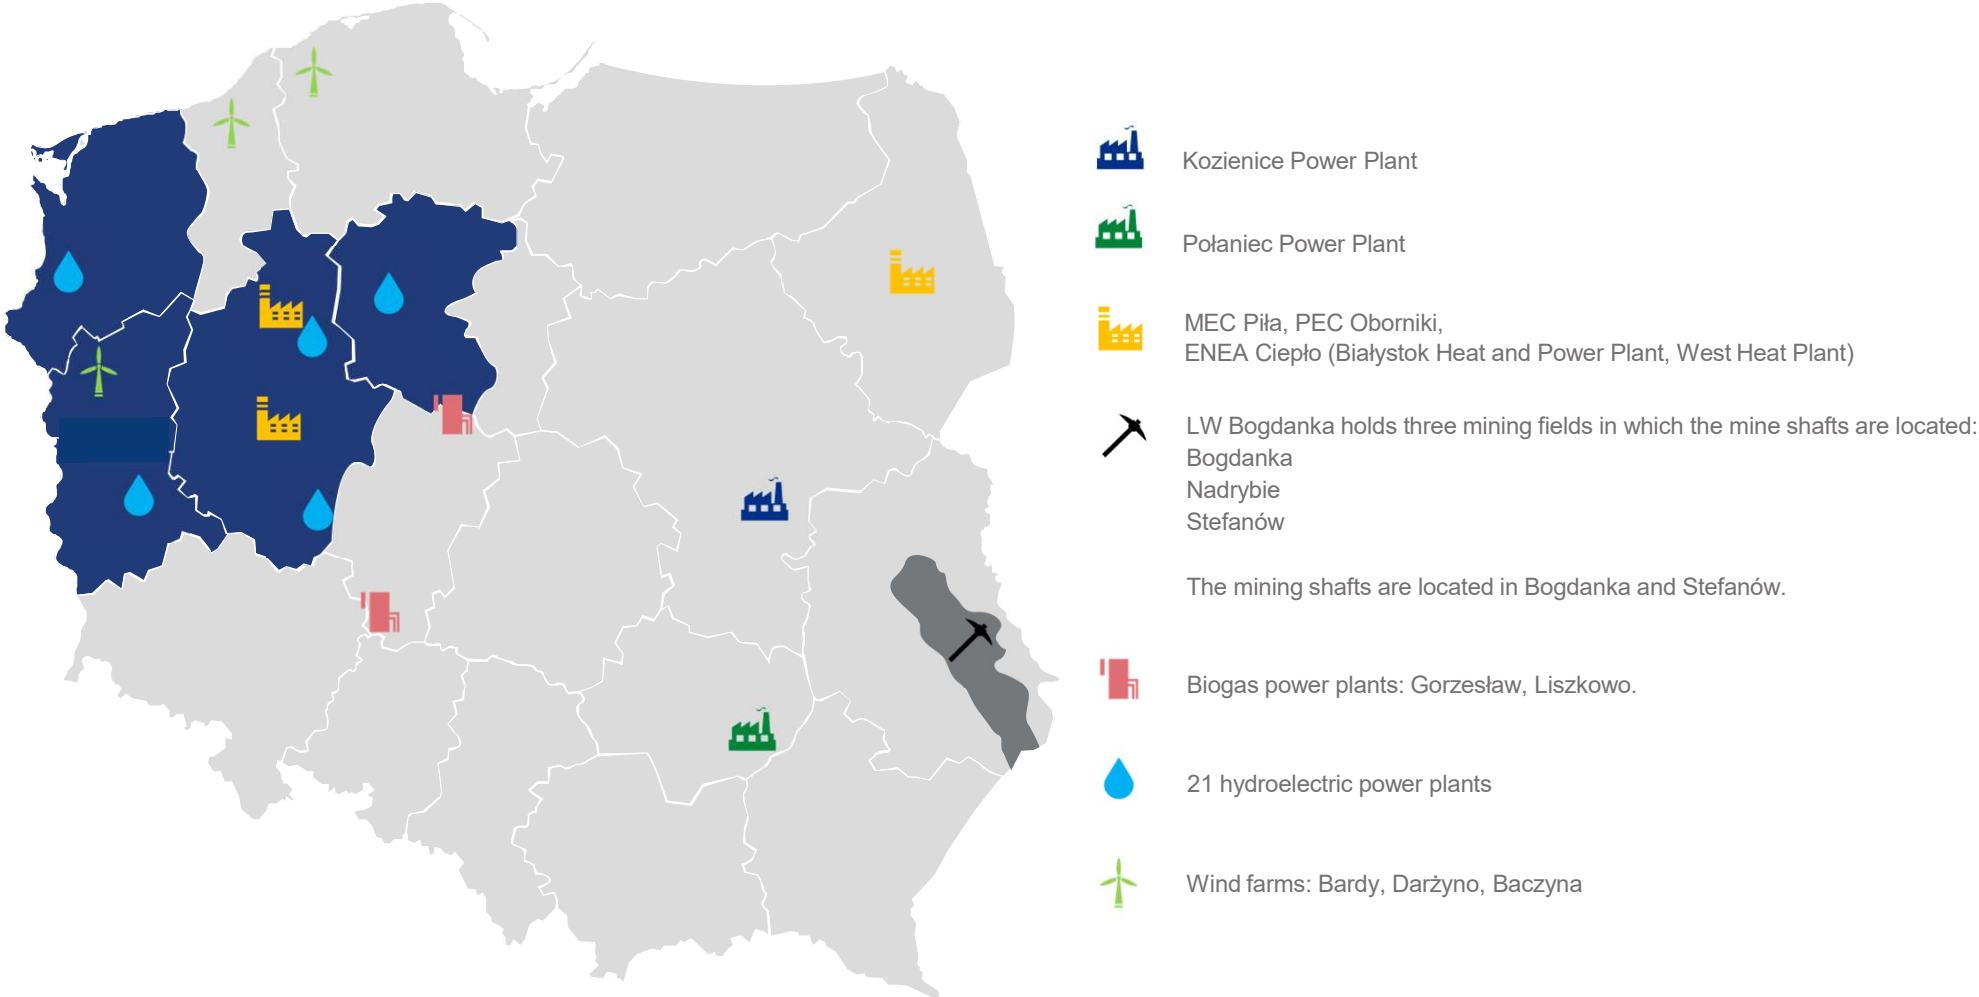 Kozienice Power Plant
Połaniec Power Plant
MEC Piła, PEC Oborniki,
ENEA Ciepło (Białystok Heat and Power Plant, West Heat Plant)
LW Bogdanka holds three mining fields in which the mine shafts are located:
Bogdanka
Nadrybie
Stefanów
The mining shafts are located in Bogdanka and Stefanów.
Biogas power plants: Gorzesław, Liszkowo.
21 hydroelectric power plants
Wind farms: Bardy, Darżyno, Baczyna